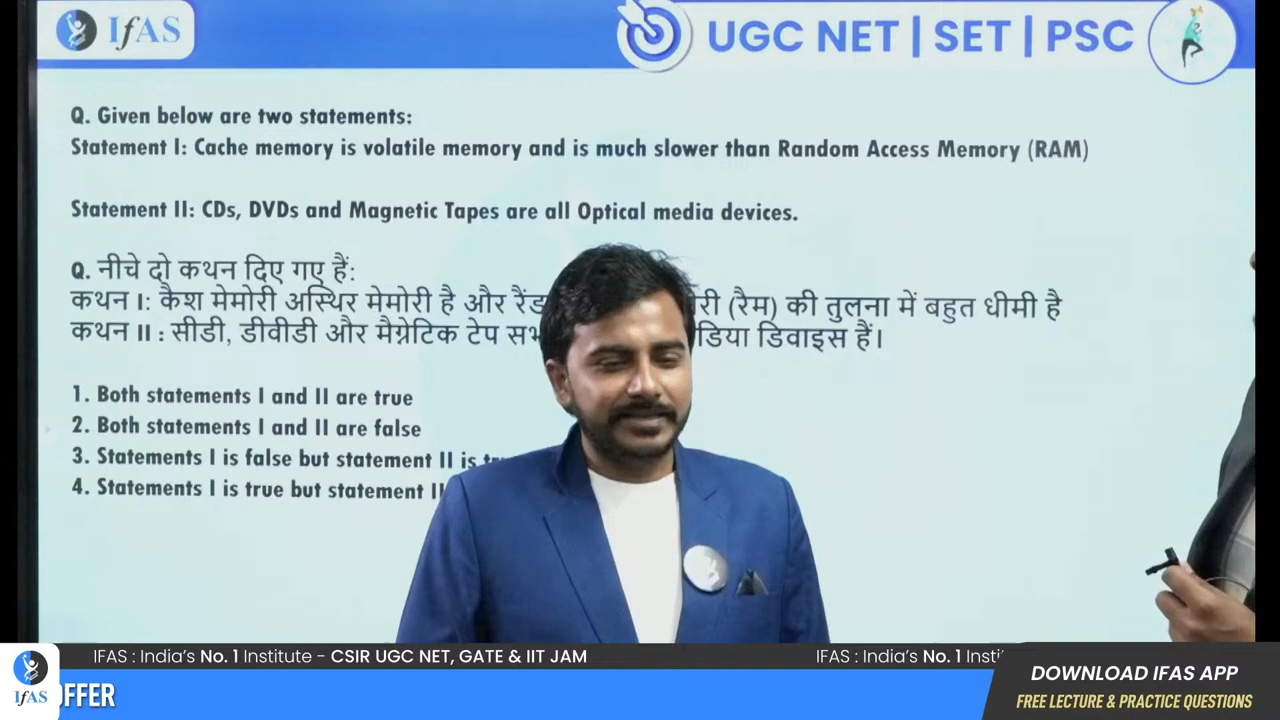 IfAS
UGC NET | SET | PSC
Q. Given below are two statements:
Statement I: Cache memory is volatile memory and is much slower than Random Access Memory (RAM)
Statement II: CDs, DVDs and Magnetic Tapes are all Optical media devices.
Q. नीचे दो कथन दिए गए हैं:
कथन I: कैश मेमोरी अस्थिर मेमोरी है और (रैम) की तुलना में बहुत धीमी है
कथन II : सीडी, डीवीडी और मैग्नेटिक टेप डिवाइस हैं।
1. Both statements I and II are true
2. Both statements I and II are false
3. Statements I is false but statement II is
4. Statements I is true but statement II
IFAS : India's No. 1 Institute - CSIR UGC NET, GATE & IIT JAM
IFAS : India's No. 1
DOWNLOAD IFAS APP
FREE LECTURE & PRACTICE QUESTIONS
IfAS
OFFER